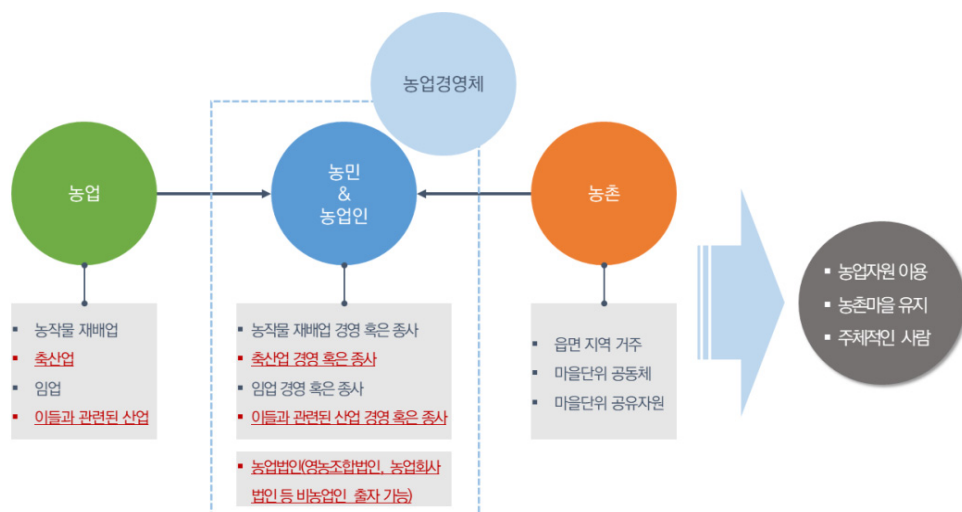 농업경영체
농업
농민
&
농업인
농촌
▪ 농작물 재배업
▪ 축산업
▪ 임업
▪ 이들과 관련된 산업
▪ 농작물 재배업 경영 혹은 종사
▪ 축산업 경영 혹은 종사
▪ 임업 경영 혹은 종사
▪ 이들과 관련된 산업 경영 혹은 종사
▪ 농업법인(영농조합법인, 농업회사
법인 등 비농업인 출자 가능)
▪ 읍면 지역 거주
▪ 마을단위 공동체
▪ 마을단위 공유자원
▪ 농업자원 이용
▪ 농촌마을 유지
▪ 주체적인 사람